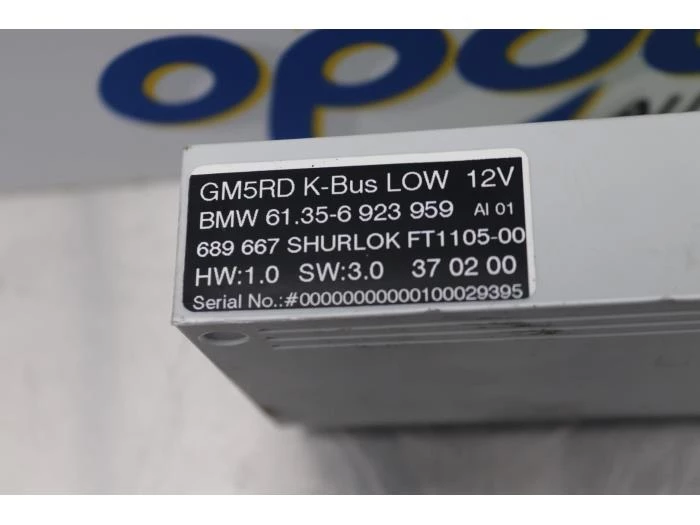 opa
GM5RD K-Bus LOW 12V
BMW 61.35-6 923 959 AI 01
689 667 SHURLOK FT1105-00
HW:1.0 SW:3.0 37 02 00
Serial No.:#00000000000100029395